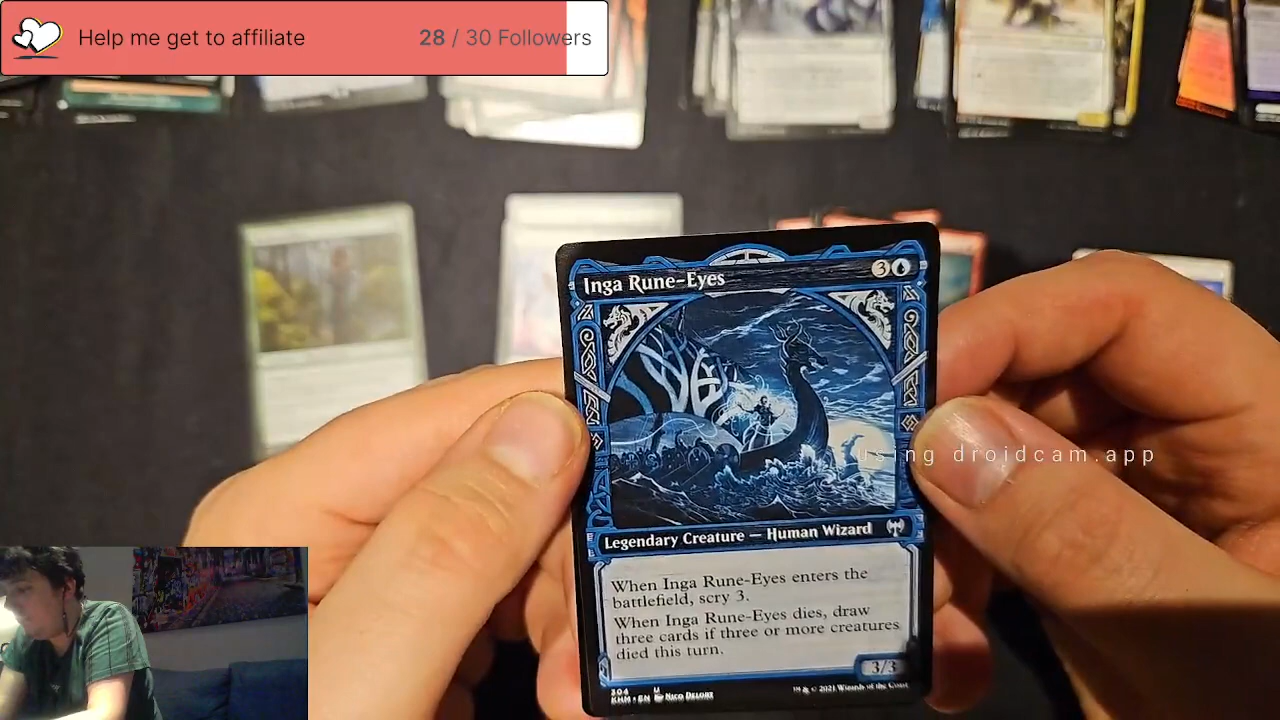 Help me get to affiliate
28 / 30 Followers
Inga Rune-Eyes
3
using droidcam.app
Legendary Creature — Human Wizard
When Inga Rune-Eyes enters the
battlefield, scry 3.
When Inga Rune-Eyes dies, draw
three cards if three or more creatures
died this turn.
3/3
304 U
KHM • EN Nico Delort
™ & © 2021 Wizards of the Coast